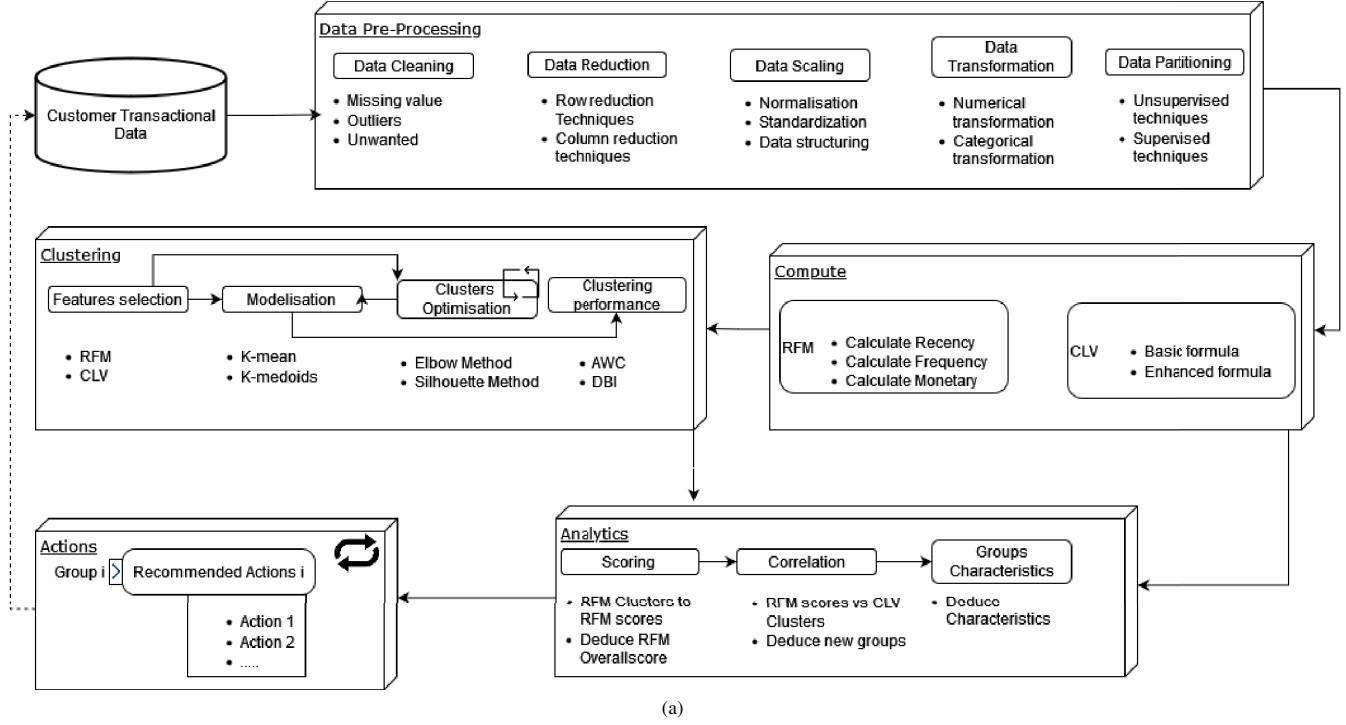 Data Pre-Processing
Data Cleaning
Missing value
Outliers
Unwanted
Data Reduction
Row reduction
Techniques
Column reduction
techniques
Data Scaling
Normalisation
Standardization
Data structuring
Data
Transformation
Numerical
transformation
Categorical
transformation
Data Partitioning
Unsupervised
techniques
Supervised
techniques
Customer Transactional
Data
Clustering
Features selection
RFM
CLV
Modelisation
K-mean
K-medoids
Clusters
Optimisation
Elbow Method
Silhouette Method
Clustering
performance
AWC
DBI
Compute
RFM
Calculate Recency
Calculate Frequency
Calculate Monetary
CLV
Basic formula
Enhanced formula
Actions
Group i
Recommended Actions i
Action 1
Action 2
.....
Analytics
Scoring
RFM Clusters to
RFM scores
Deduce RFM
Overallscore
Correlation
RFM scores vs CLV
Clusters
Deduce new groups
Groups
Characteristics
Deduce
Characteristics
(a)